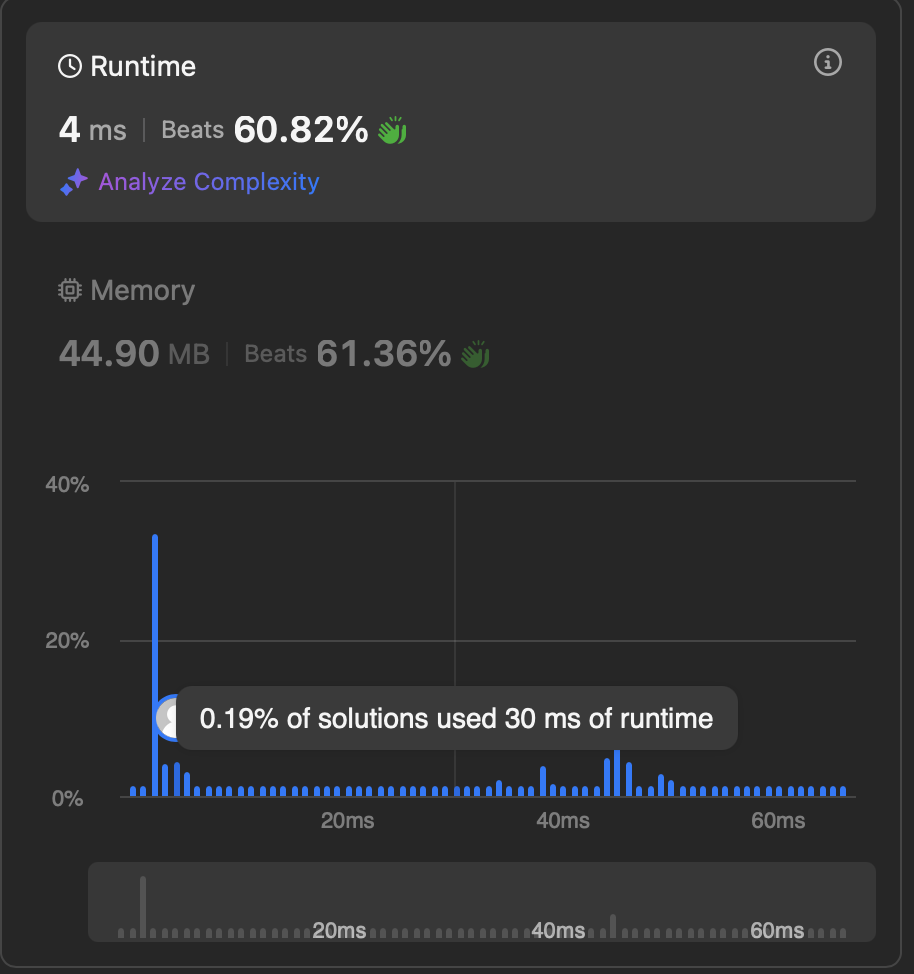 Runtime
4 ms | Beats 60.82%
Analyze Complexity
Memory
44.90 MB | Beats 61.36%
40%
20%
0.19% of solutions used 30 ms of runtime
0%
20ms 40ms 60ms
20ms 40ms 60ms